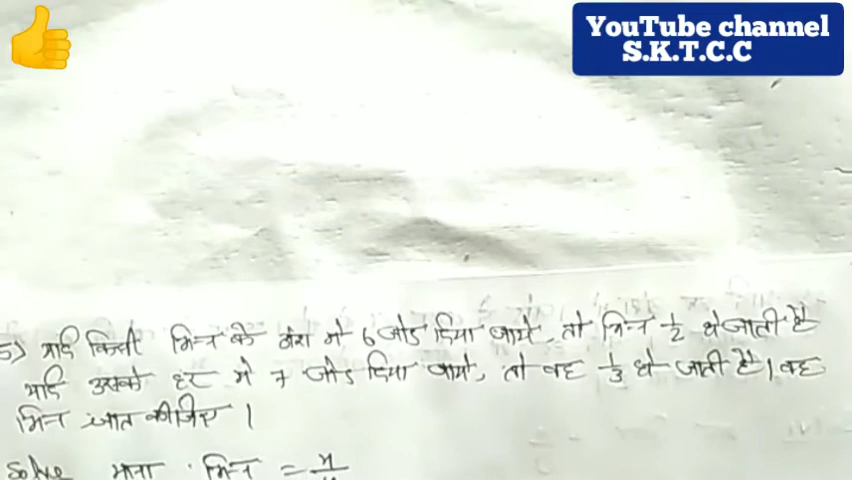 YouTube channel
S.K.T.C.C
5) यदि किसी भिन्न के अंश मे 6 जोड दिया जाये, तो भिन्न 1/2 हो जाती है
यदि उसके हर मे 7 जोड दिया जाये, तो वह 1/3 हो जाती है। वह
भिन्न ज्ञात कीजिए।
Solve माना भिन्न = x